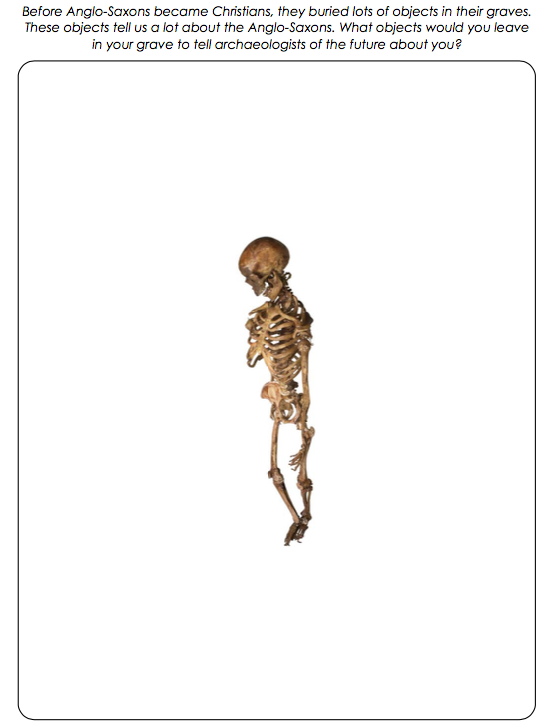 Before Anglo-Saxons became Christians, they buried lots of objects in their graves.
These objects tell us a lot about the Anglo-Saxons. What objects would you leave
in your grave to tell archaeologists of the future about you?